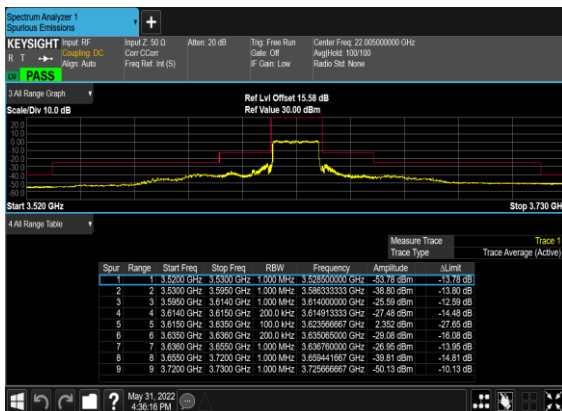 Spectrum Analyzer 1
Spurious Emissions
KEYSIGHT Input: RF Input Z: 50 Ω Atten: 20 dB Trig: Free Run Center Freq: 22.005000000 GHz
R T Coupling: DC Corr CCorr Gate: Off Avg|Hold: 100/100
Align: Auto Freq Ref: Int (S) IF Gain: Low Radio Std: None
PASS
3.All Range Graph
Ref Lvl Offset 15.58 dB
Scale/Div 10.0 dB Ref Value 30.00 dBm
20.0
10.0
0.00
-10.0
-20.0
-30.0
-40.0
-50.0
-60.0
Start 3.520 GHz Stop 3.730 GH
4.All Range Table
Measure Trace Trace 1
Trace Type Trace Average (Active)
Spur Range Start Freq Stop Freq RBW Frequency Amplitude ΔLimit
1 1 3.5200 GHz 3.5300 GHz 1.000 MHz 3.528500000 GHz -53.78 dBm -13.78 dB
2 2 3.5300 GHz 3.5950 GHz 1.000 MHz 3.586333333 GHz -38.80 dBm -13.80 dB
3 3 3.5950 GHz 3.6140 GHz 1.000 MHz 3.614000000 GHz -25.59 dBm -12.59 dB
4 4 3.6140 GHz 3.6150 GHz 200.0 kHz 3.614913333 GHz -27.48 dBm -14.48 dB
5 5 3.6150 GHz 3.6350 GHz 100.0 kHz 3.623566667 GHz 2.352 dBm -27.65 dB
6 6 3.6350 GHz 3.6360 GHz 200.0 kHz 3.635065000 GHz -29.08 dBm -16.08 dB
7 7 3.6360 GHz 3.6550 GHz 1.000 MHz 3.636760000 GHz -26.95 dBm -13.95 dB
8 8 3.6550 GHz 3.7200 GHz 1.000 MHz 3.659441667 GHz -39.81 dBm -14.81 dB
9 9 3.7200 GHz 3.7300 GHz 1.000 MHz 3.725666667 GHz -50.13 dBm -10.13 dB
May 31, 2022
4:36:16 PM